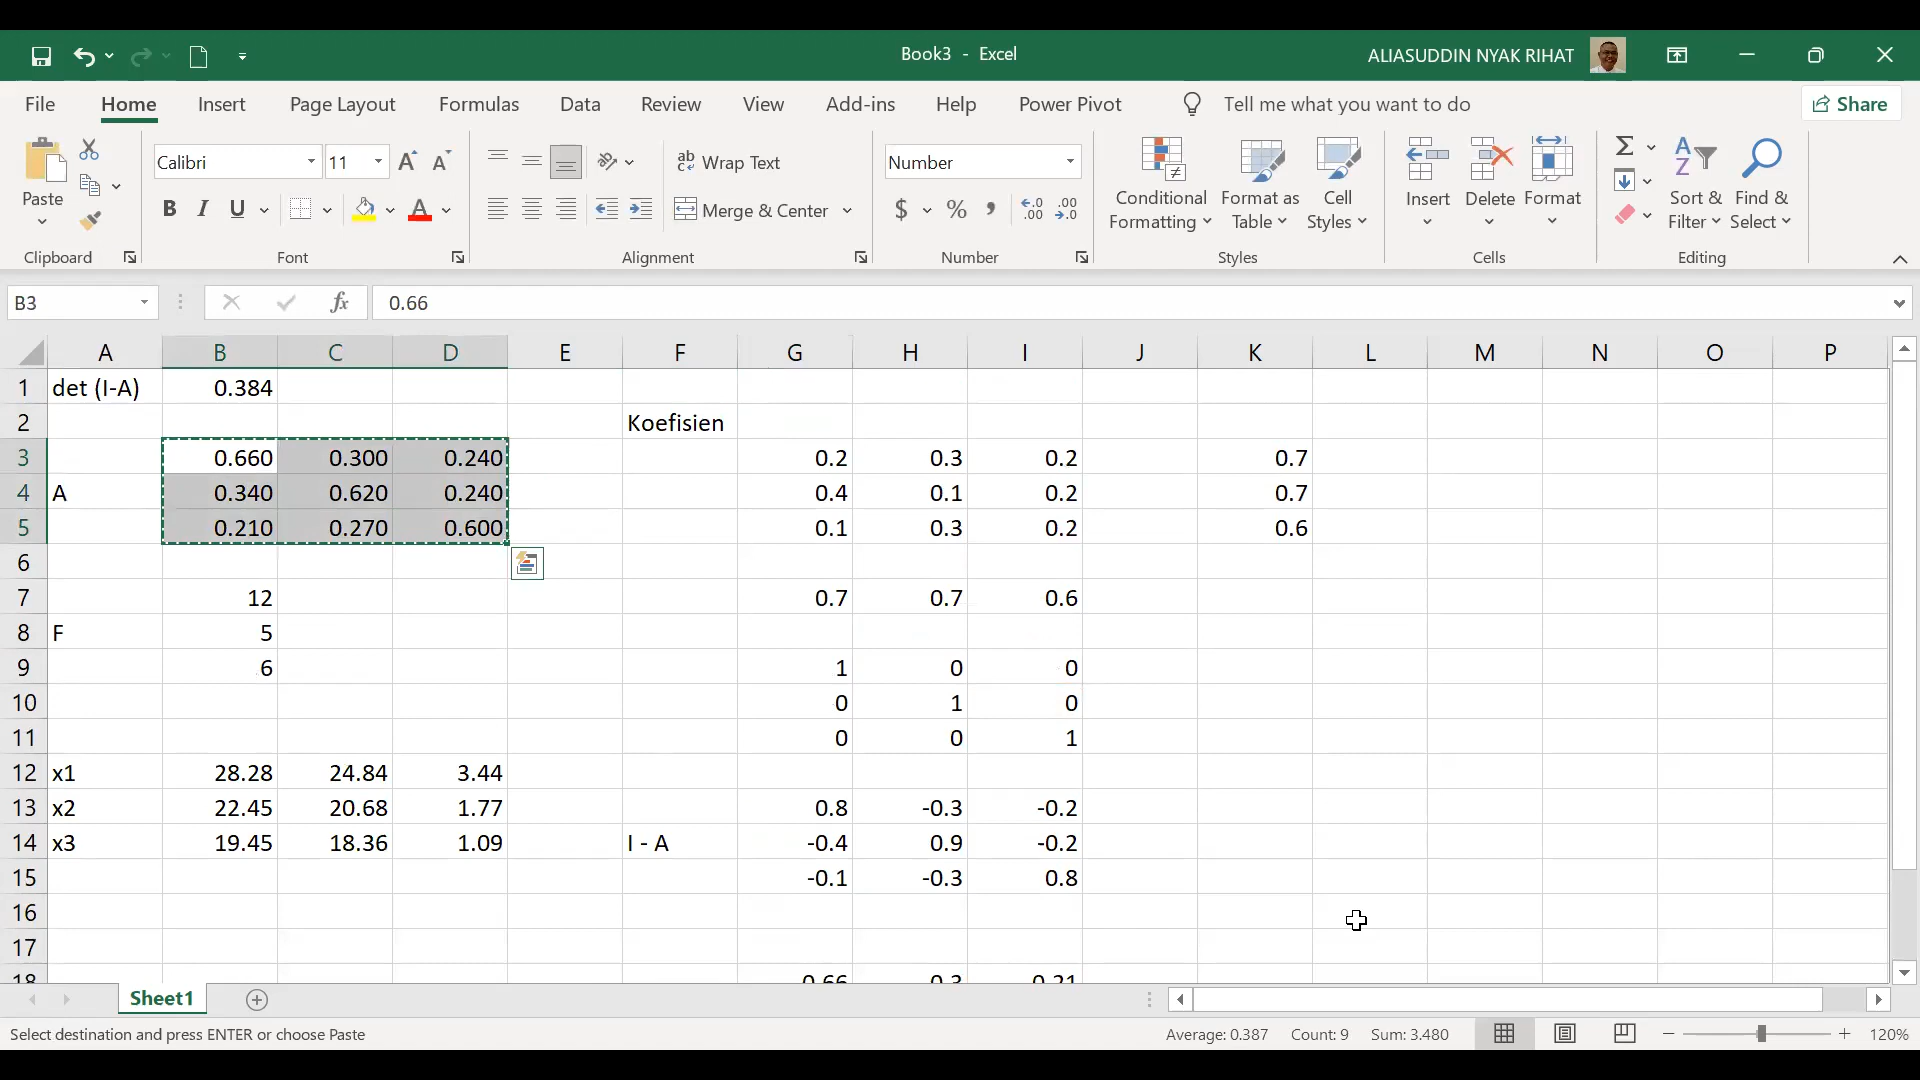 Book3 - Excel
ALIASUDDIN NYAK RIHAT
File Home Insert Page Layout Formulas Data Review View Add-ins Help Power Pivot Tell me what you want to do Share
Paste
Clipboard
Calibri 11
B I U
Font
Wrap Text
Merge & Center
Alignment
Number
$ % ,
Number
Conditional Formatting
Format as Table
Cell Styles
Styles
Insert Delete Format
Cells
Sort & Filter
Find & Select
Editing
B3 fx 0.66
A B C D E F G H I J K L M N O P
1 det (I-A) 0.384
2 Koefisien
3 0.660 0.300 0.240 0.2 0.3 0.2 0.7
4 A 0.340 0.620 0.240 0.4 0.1 0.2 0.7
5 0.210 0.270 0.600 0.1 0.3 0.2 0.6
6
7 12 0.7 0.7 0.6
8 F 5
9 6 1 0 0
10 0 1 0
11 0 0 1
12 x1 28.28 24.84 3.44
13 x2 22.45 20.68 1.77 0.8 -0.3 -0.2
14 x3 19.45 18.36 1.09 I - A -0.4 0.9 -0.2
15 -0.1 -0.3 0.8
16
17
18 0.66 0.3 0.21
Sheet1
Select destination and press ENTER or choose Paste
Average: 0.387 Count: 9 Sum: 3.480
120%